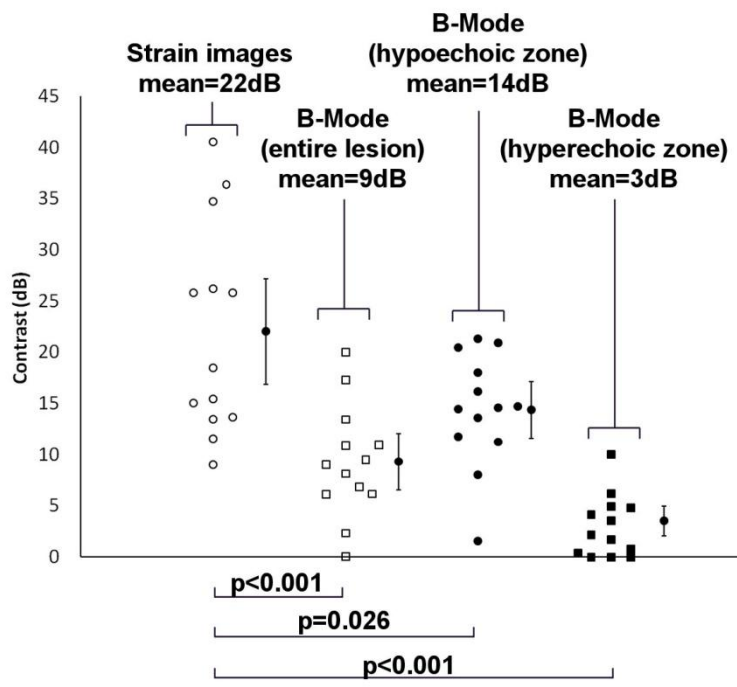 B-Mode
(hypoechoic zone)
mean=14dB
Strain images
mean=22dB
B-Mode
(entire lesion)
mean=9dB
B-Mode
(hyperechoic zone)
mean=3dB
45
40
35
30
25
20
15
10
5
0
Contrast (dB)
p<0.001
p=0.026
p<0.001